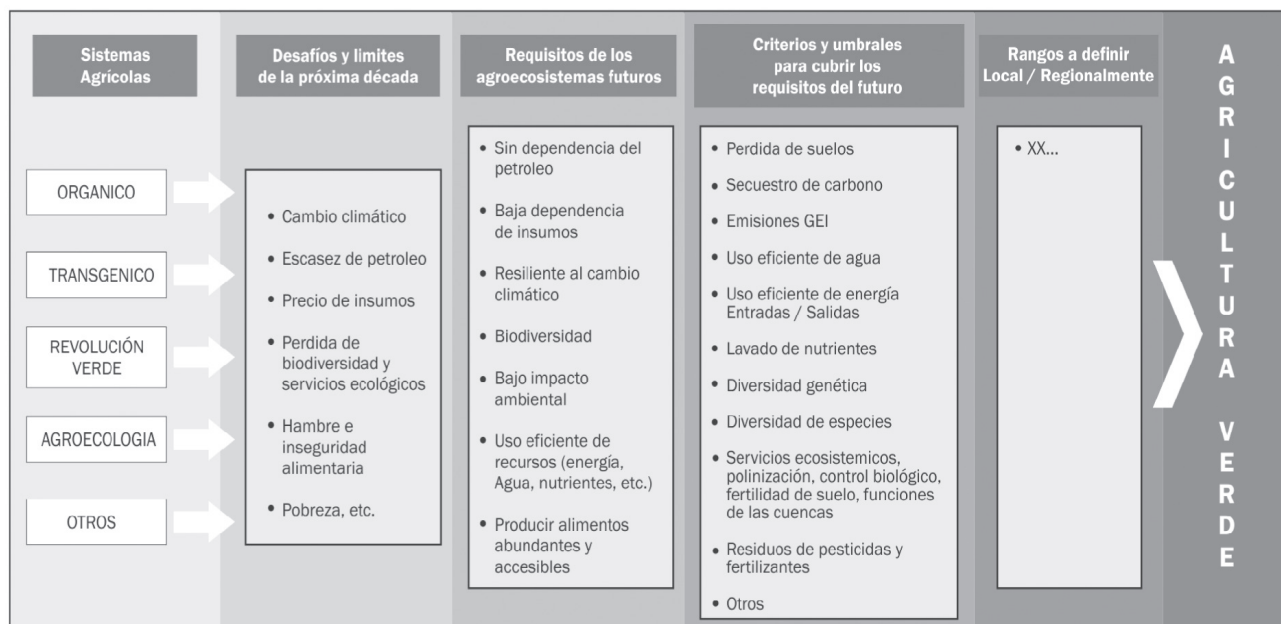 Sistemas
Agrícolas
ORGANICO
TRANSGENICO
REVOLUCIÓN
VERDE
AGROECOLOGIA
OTROS
Desafíos y limites
de la próxima década
• Cambio climático
• Escasez de petroleo
• Precio de insumos
• Perdida de
biodiversidad y
servicios ecológicos
• Hambre e
inseguridad
alimentaria
• Pobreza, etc.
Requisitos de los
agroecosistemas futuros
• Sin dependencia del
petroleo
• Baja dependencia
de insumos
• Resiliente al cambio
climático
• Biodiversidad
• Bajo impacto
ambiental
• Uso eficiente de
recursos (energía,
Agua, nutrientes, etc.)
• Producir alimentos
abundantes y
accesibles
Criterios y umbrales
para cubrir los
requisitos del futuro
• Perdida de suelos
• Secuestro de carbono
• Emisiones GEI
• Uso eficiente de agua
• Uso eficiente de energía
Entradas / Salidas
• Lavado de nutrientes
• Diversidad genética
• Diversidad de especies
• Servicios ecosistemicos,
polinización, control biológico,
fertilidad de suelo, funciones
de las cuencas
• Residuos de pesticidas y
fertilizantes
• Otros
Rangos a definir
Local / Regionalmente
• XX...
AGRICULTURA VERDE